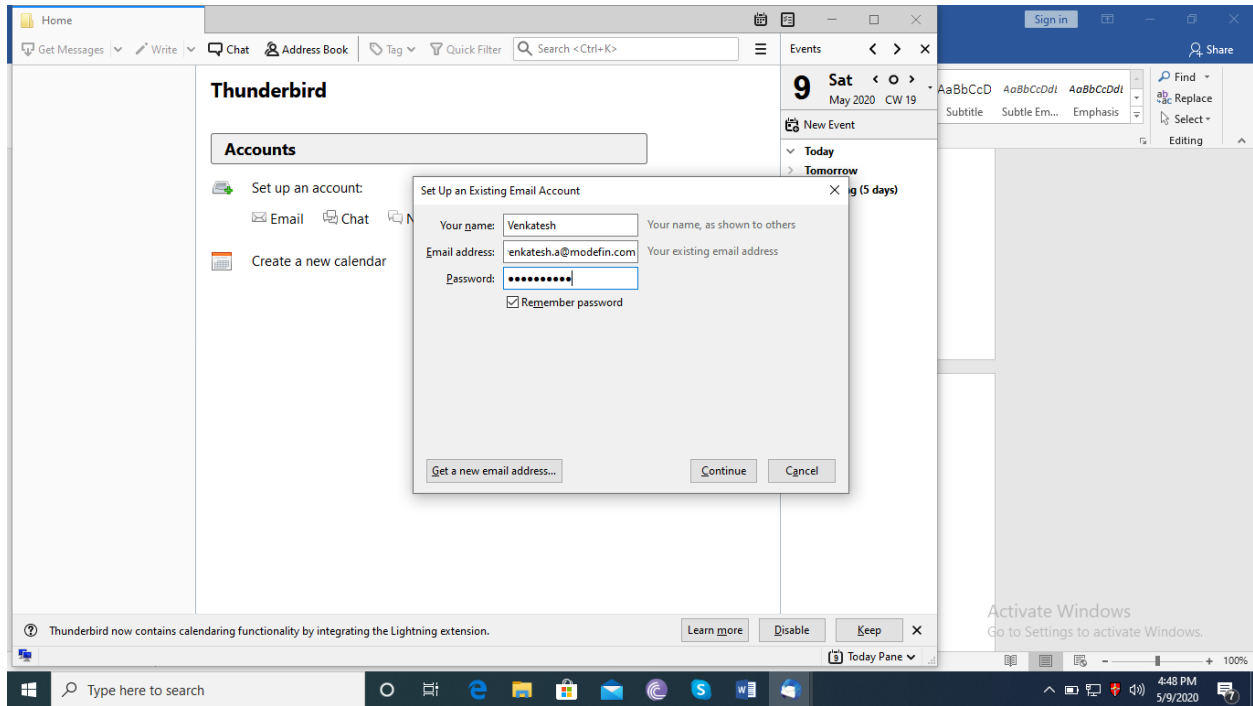 Home
Sign in
Get Messages Write Chat Address Book Tag Quick Filter Search <Ctrl+K>
Events
Share
Thunderbird
9 Sat
May 2020 CW 19
New Event
Today
Tomorrow
(5 days)
Accounts
Set up an account:
Email Chat N
Create a new calendar
Set Up an Existing Email Account
Your name: Venkatesh Your name, as shown to others
Email address: enkatesh.a@modefin.com Your existing email address
Password: ●●●●●●●●●●
Remember password
Get a new email address... Continue Cancel
AaBbCcD AaBbCcDdE AaBbCcDdE
Subtitle Subtle Em... Emphasis
Find
Replace
Select
Editing
Activate Windows
Go to Settings to activate Windows.
Thunderbird now contains calendaring functionality by integrating the Lightning extension. Learn more Disable Keep
9 Today Pane
100%
Type here to search
4:48 PM
5/9/2020
7